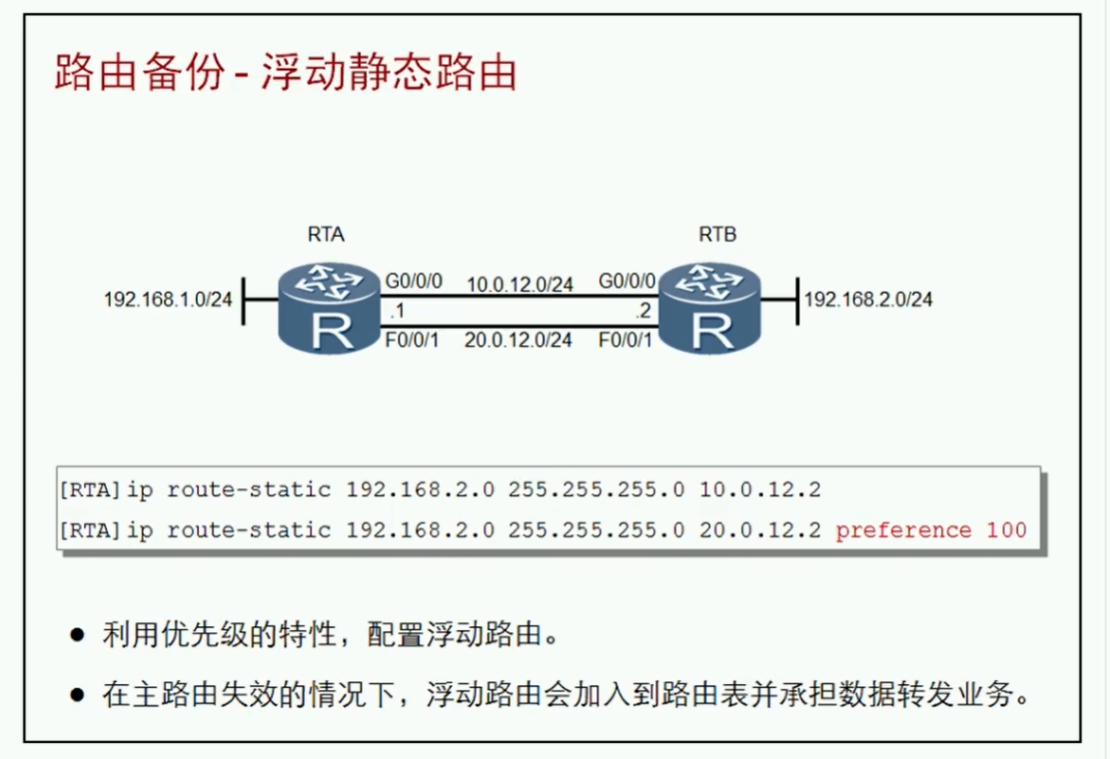 路由备份 - 浮动静态路由
RTA
RTB
192.168.1.0/24
G0/0/0
10.0.12.0/24
G0/0/0
192.168.2.0/24
.1
.2
R
R
F0/0/1
20.0.12.0/24
F0/0/1
[RTA]ip route-static 192.168.2.0 255.255.255.0 10.0.12.2
[RTA]ip route-static 192.168.2.0 255.255.255.0 20.0.12.2 preference 100
● 利用优先级的特性，配置浮动路由。
● 在主路由失效的情况下，浮动路由会加入到路由表并承担数据转发业务。